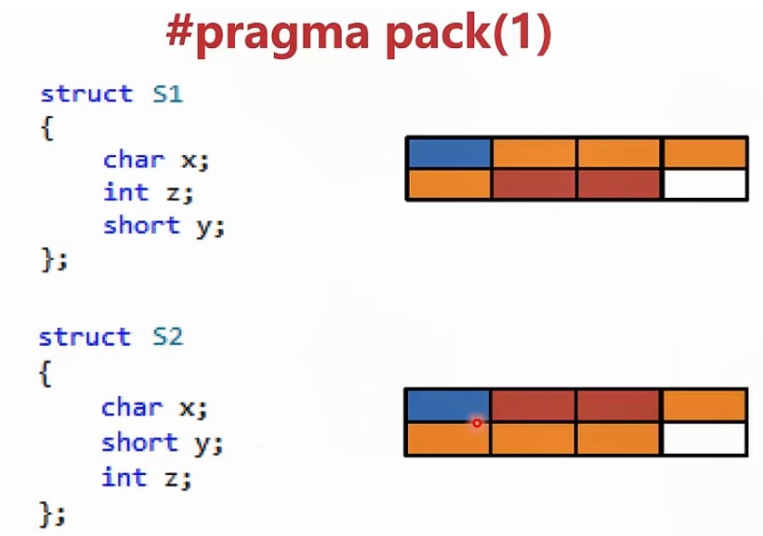 #pragma pack(1)
struct S1
{
char x;
int z;
short y;
};
struct S2
{
char x;
short y;
int z;
};